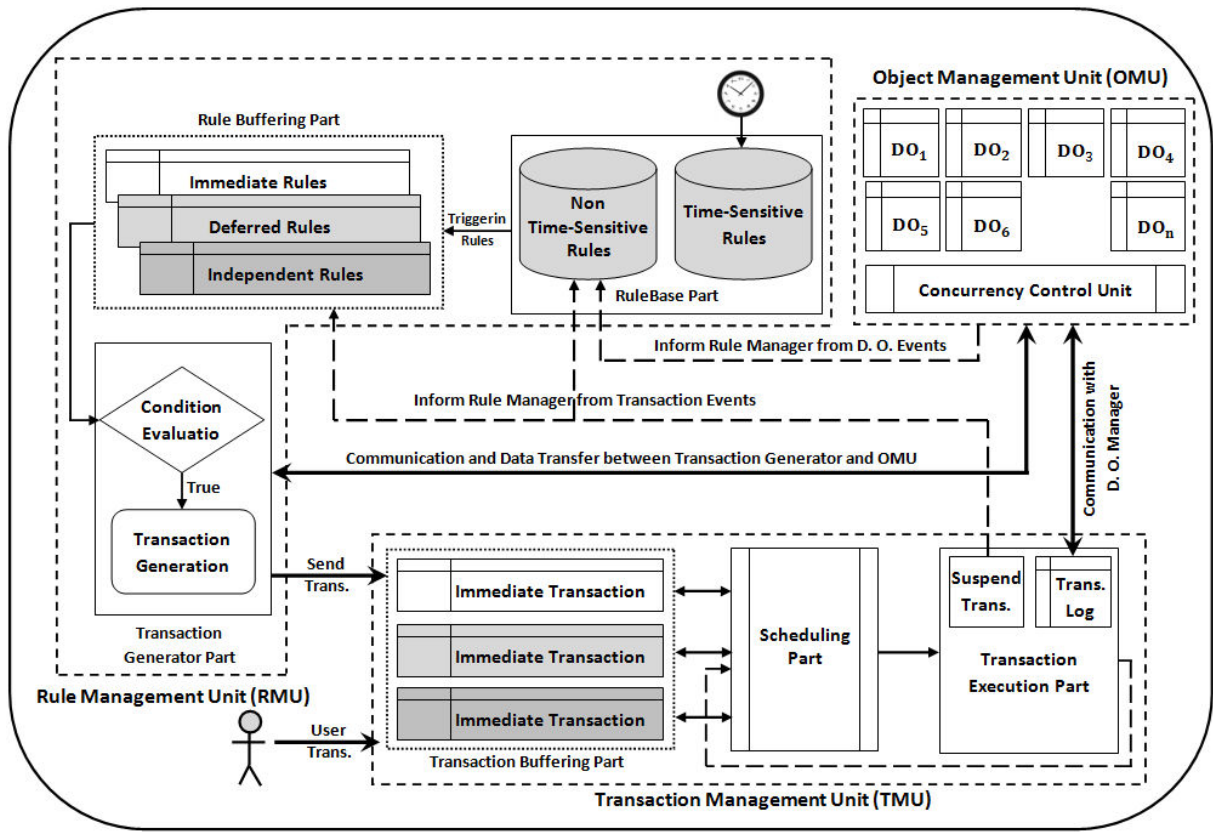 Object Management Unit (OMU)
Rule Buffering Part
Immediate Rules
Deferred Rules
Independent Rules
Triggerin
Rules
Non
Time-Sensitive
Rules
Time-Sensitive
Rules
RuleBase Part
DO1
DO2
DO3
DO4
DO5
DO6
DOn
Concurrency Control Unit
Inform Rule Manager from D. O. Events
Inform Rule Manager from Transaction Events
Communication with
D. O. Manager
Condition
Evaluatio
True
Transaction
Generation
Communication and Data Transfer between Transaction Generator and OMU
Send
Trans.
Transaction
Generator Part
Rule Management Unit (RMU)
User
Trans.
Immediate Transaction
Immediate Transaction
Immediate Transaction
Transaction Buffering Part
Scheduling
Part
Suspend
Trans.
Trans.
Log
Transaction
Execution Part
Transaction Management Unit (TMU)